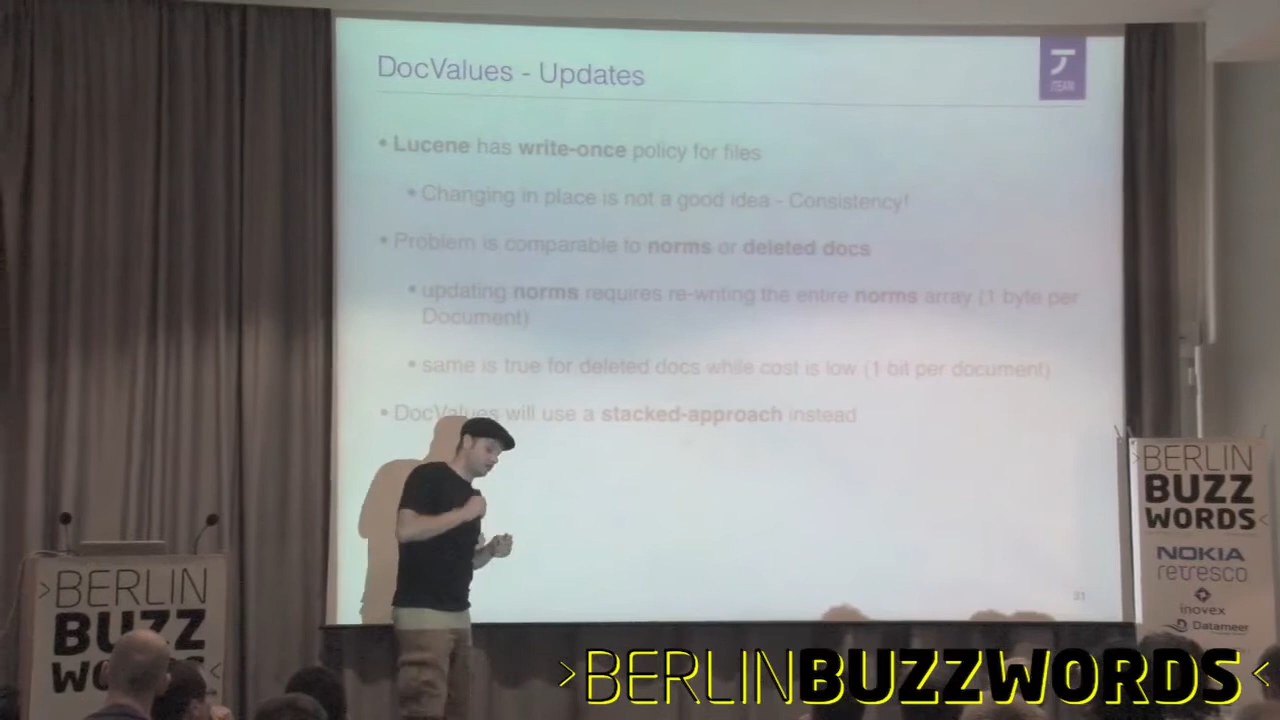 DocValues - Updates
JTEAM
• Lucene has write-once policy for files
• Changing in place is not a good idea - Consistency!
• Problem is comparable to norms or deleted docs
• updating norms requires re-writing the entire norms array (1 byte per
Document)
• same is true for deleted docs while cost is low (1 bit per document)
• DocValues will use a stacked-approach instead
31
>BERLIN
BUZZ
WORDS<
>BERLIN
BUZZ
WORDS<
NOKIA
retresco
inovex
Datameer
>BERLINBUZZWORDS<